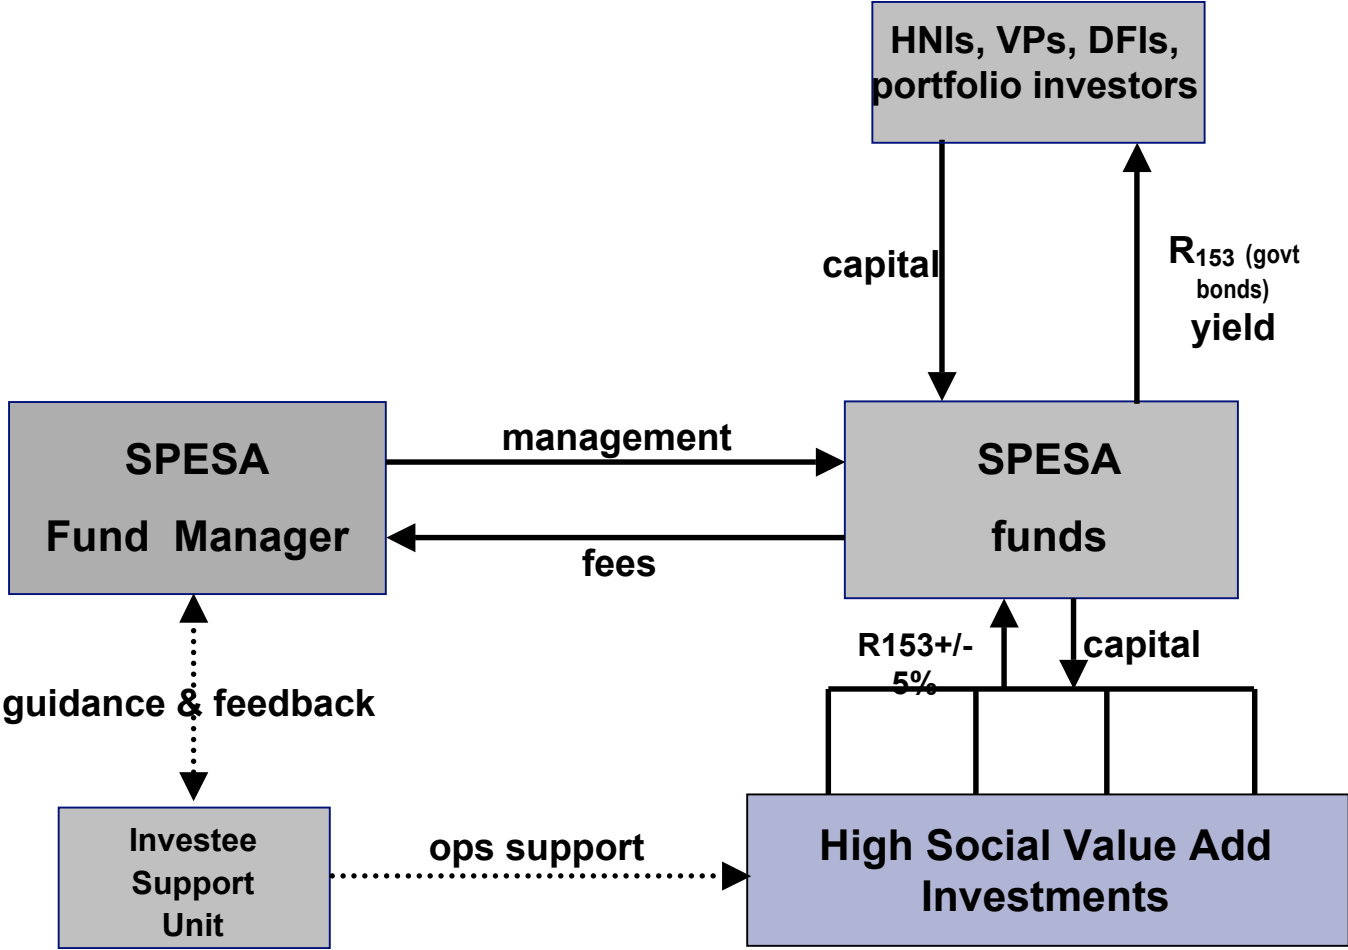 HNIs, VPs, DFIs,
portfolio investors
capital
R153 (govt
bonds)
yield
SPESA
Fund Manager
management
fees
SPESA
funds
R153+/-
5%
capital
guidance & feedback
Investee
Support
Unit
ops support
High Social Value Add
Investments